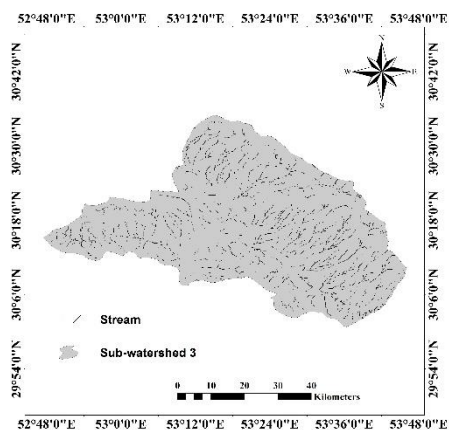 52°48'0"E 53°0'0"E 53°12'0"E 53°24'0"E 53°36'0"E 53°48'0"E
N
W E
S
30°42'0"N 30°42'0"N
30°30'0"N 30°30'0"N
30°18'0"N 30°18'0"N
30°6'0"N 30°6'0"N
29°54'0"N 29°54'0"N
Stream
Sub-watershed 3
0 5 10 20 30 40
Kilometers
52°48'0"E 53°0'0"E 53°12'0"E 53°24'0"E 53°36'0"E 53°48'0"E